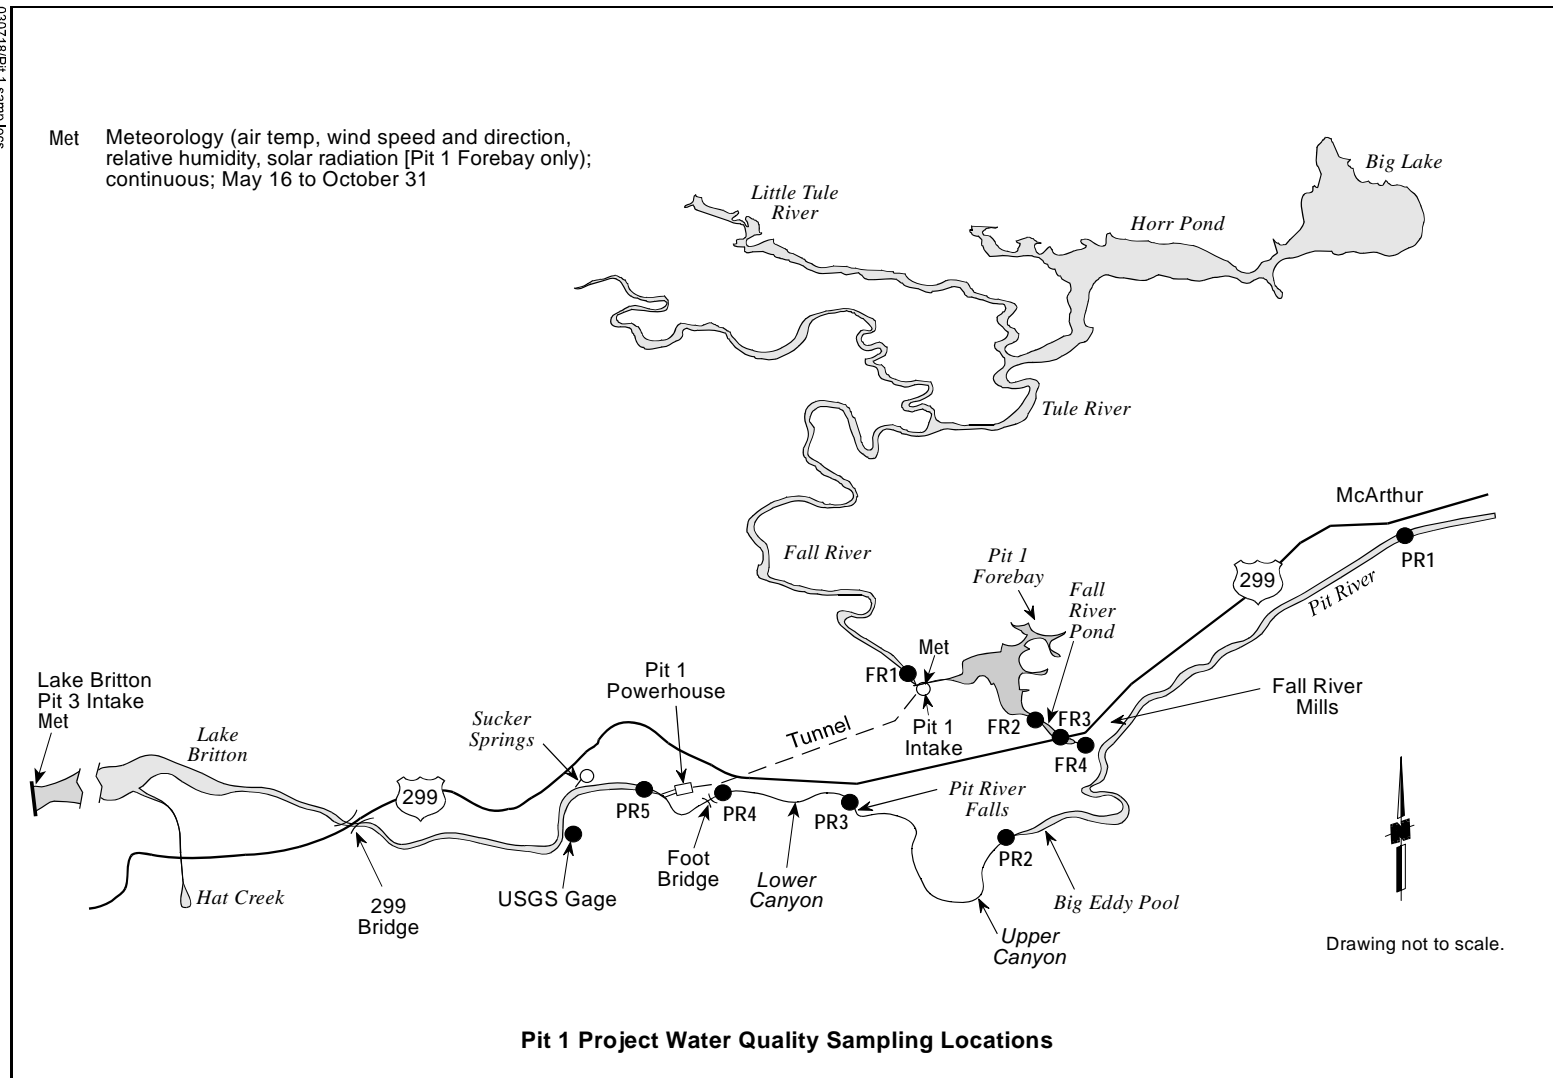 030718/Pit 1 samp locs
Met Meteorology (air temp, wind speed and direction,
relative humidity, solar radiation [Pit 1 Forebay only);
continuous; May 16 to October 31
Big Lake
Little Tule
River
Horr Pond
Tule River
McArthur
Fall River
Pit 1
Forebay
Fall
River
Pond
299
PR1
Pit River
Met
FR1
Pit 1
Powerhouse
Lake Britton
Pit 3 Intake
Met
Fall River
Mills
Sucker
Springs
Tunnel
Pit 1
Intake
FR2
FR3
FR4
Lake
Britton
299
PR5
PR4
PR3
Pit River
Falls
PR2
Foot
Bridge
Lower
Canyon
USGS Gage
Hat Creek
299
Bridge
Big Eddy Pool
Upper
Canyon
N
Drawing not to scale.
Pit 1 Project Water Quality Sampling Locations